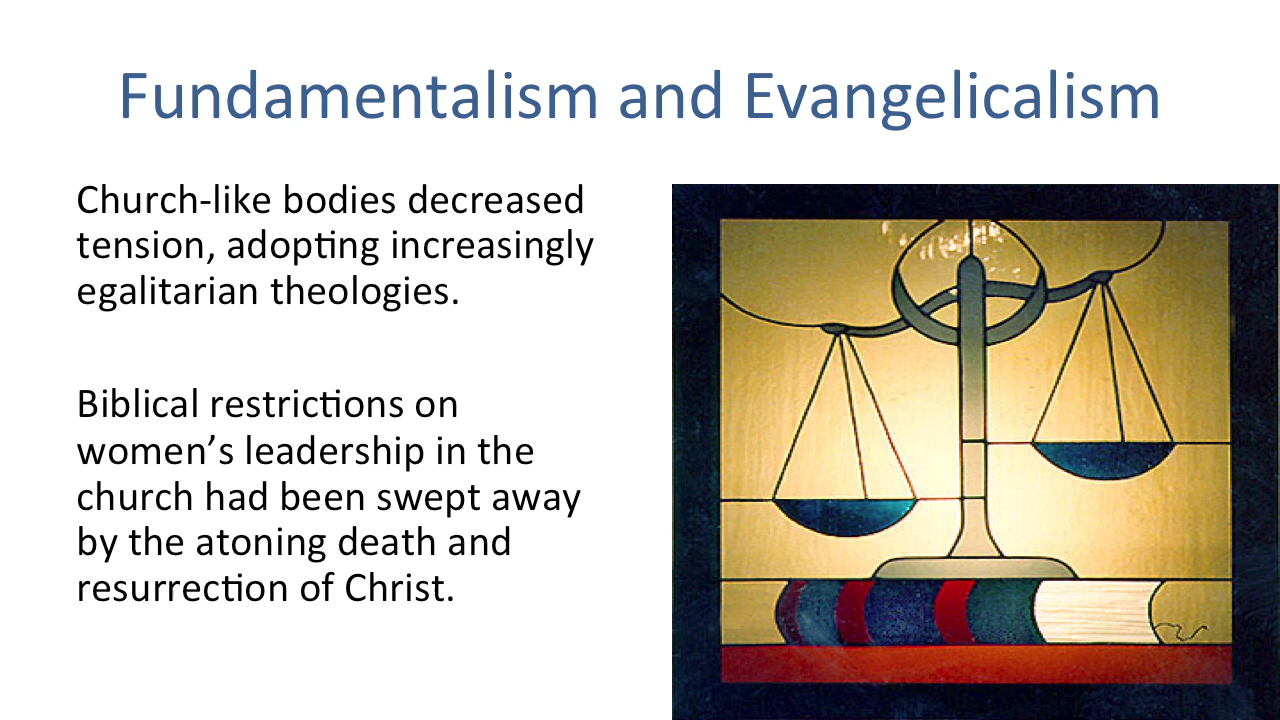 Fundamentalism and Evangelicalism
Church-like bodies decreased
tension, adopting increasingly
egalitarian theologies.
Biblical restrictions on
women’s leadership in the
church had been swept away
by the atoning death and
resurrection of Christ.